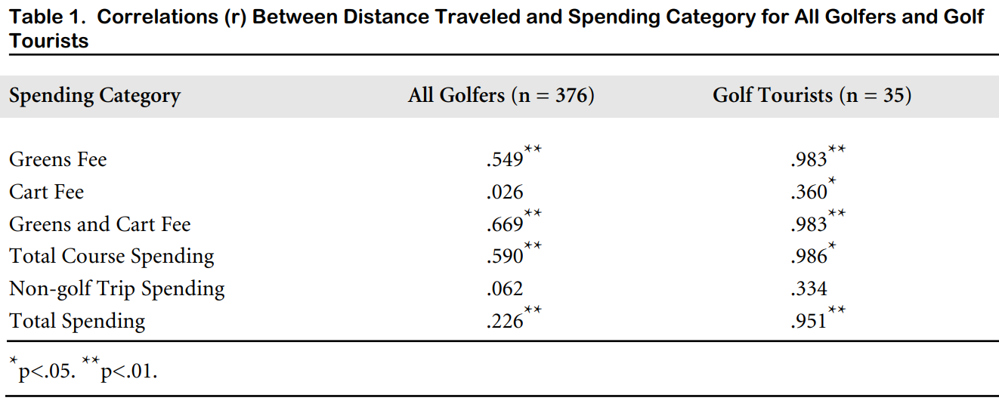 Table 1. Correlations (r) Between Distance Traveled and Spending Category for All Golfers and Golf
Tourists
Spending Category All Golfers (n = 376) Golf Tourists (n = 35)
Greens Fee .549** .983**
Cart Fee .026 .360*
Greens and Cart Fee .669** .983**
Total Course Spending .590** .986*
Non-golf Trip Spending .062 .334
Total Spending .226** .951**
*p<.05. **p<.01.